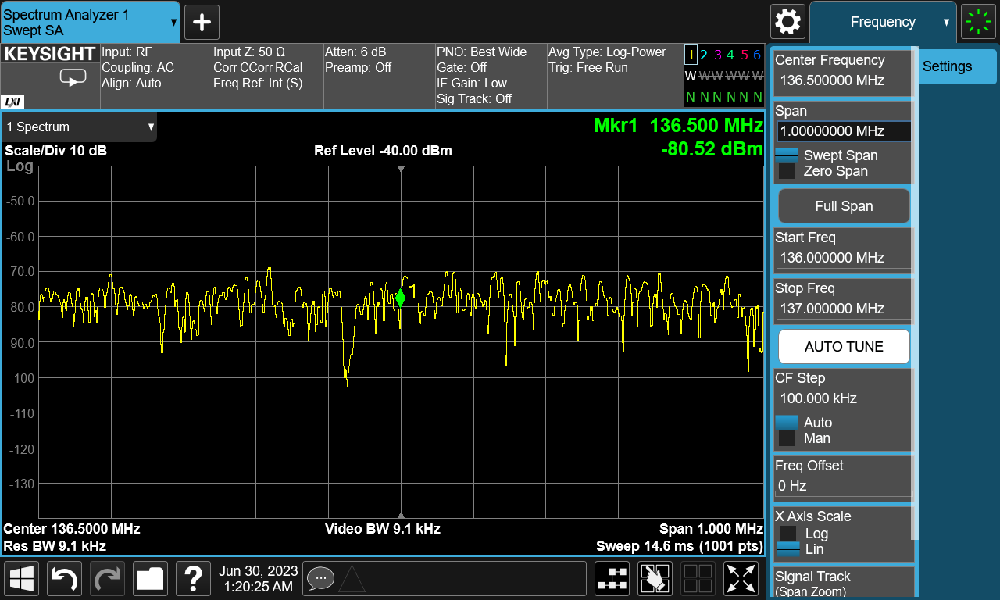 Spectrum Analyzer 1
Swept SA
Frequency
KEYSIGHT
LXI
Input: RF
Coupling: AC
Align: Auto
Input Z: 50 Ω
Corr CCorr RCal
Freq Ref: Int (S)
Atten: 6 dB
Preamp: Off
PNO: Best Wide
Gate: Off
IF Gain: Low
Sig Track: Off
Avg Type: Log-Power
Trig: Free Run
1 2 3 4 5 6
W W W W W W
N N N N N N
1 Spectrum
Mkr1 136.500 MHz
-80.52 dBm
Scale/Div 10 dB
Ref Level -40.00 dBm
Log
-50.0
-60.0
-70.0
-80.0
-90.0
-100
-110
-120
-130
1
Center 136.5000 MHz
Video BW 9.1 kHz
Span 1.000 MHz
Res BW 9.1 kHz
Sweep 14.6 ms (1001 pts)
Center Frequency
136.500000 MHz
Span
1.00000000 MHz
Swept Span
Zero Span
Full Span
Start Freq
136.000000 MHz
Stop Freq
137.000000 MHz
AUTO TUNE
CF Step
100.000 kHz
Auto
Man
Freq Offset
0 Hz
X Axis Scale
Log
Lin
Signal Track
(Span Zoom)
Settings
?
Jun 30, 2023
1:20:25 AM